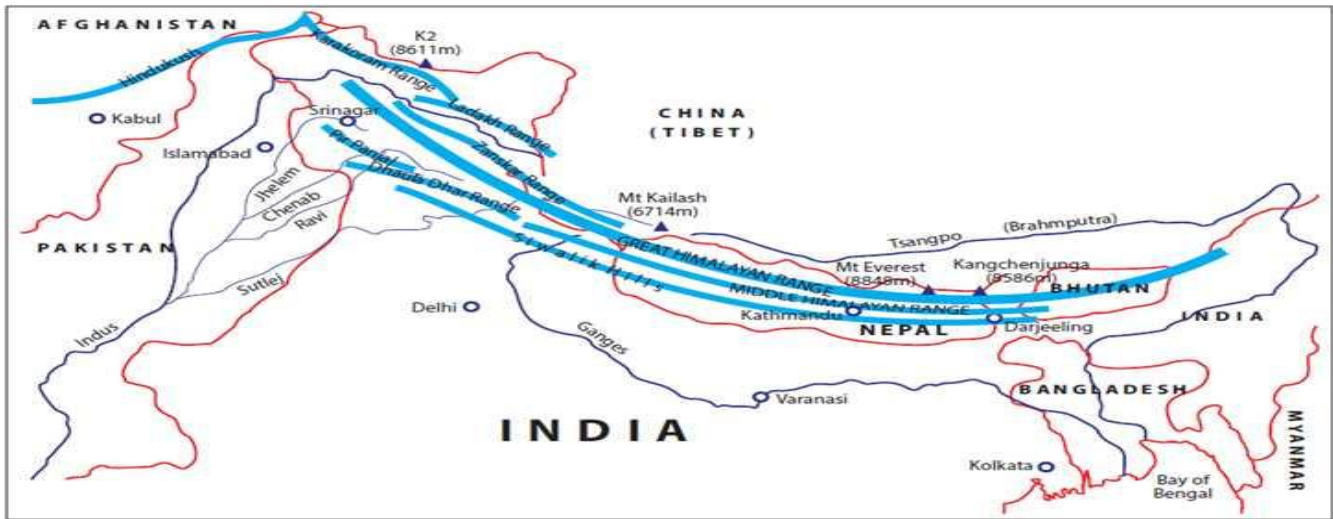 AFGHANISTAN
K2
(8611m)
Hindukush
Karakoram Range
Kabul
Srinagar
Ladakh Range
CHINA
(TIBET)
Islamabad
Pir Panjal
Zanskar Range
Jhelem
Dhaula Dhar Range
Chenab
Ravi
Mt Kailash
(6714m)
PAKISTAN
Tsangpo
(Brahmputra)
Siwalik Hills
GREAT HIMALAYAN RANGE
Mt Everest
(8848m)
Kangchenjunga
(8586m)
Sutlej
MIDDLE HIMALAYAN RANGE
BHUTAN
Delhi
Kathmandu
NEPAL
Darjeeling
INDIA
Indus
Ganges
BANGLADESH
Varanasi
INDIA
MYANMAR
Kolkata
Bay of
Bengal